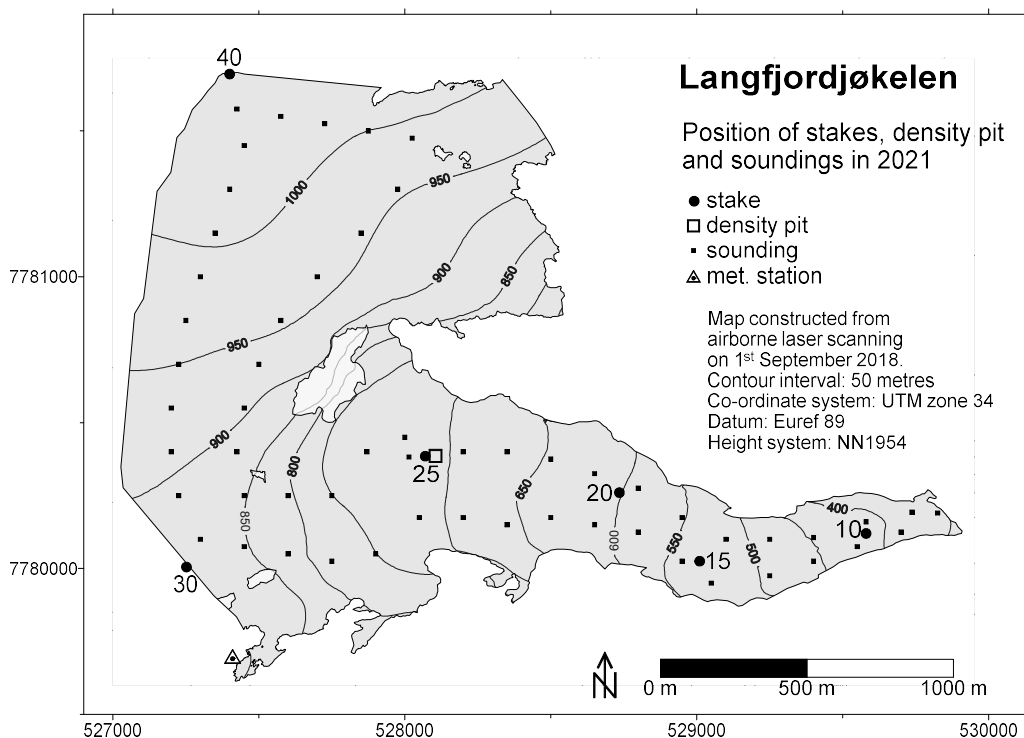 40
Langfjordjøkelen
Position of stakes, density pit
and soundings in 2021
stake
density pit
sounding
met. station
Map constructed from
airborne laser scanning
on 1st September 2018.
Contour interval: 50 metres
Co-ordinate system: UTM zone 34
Datum: Euref 89
Height system: NN1954
1000
950
900
850
7781000
950
900
800
850
25
650
20
600
550
15
500
400
10
7780000
30
N
0 m 500 m 1000 m
527000 528000 529000 530000